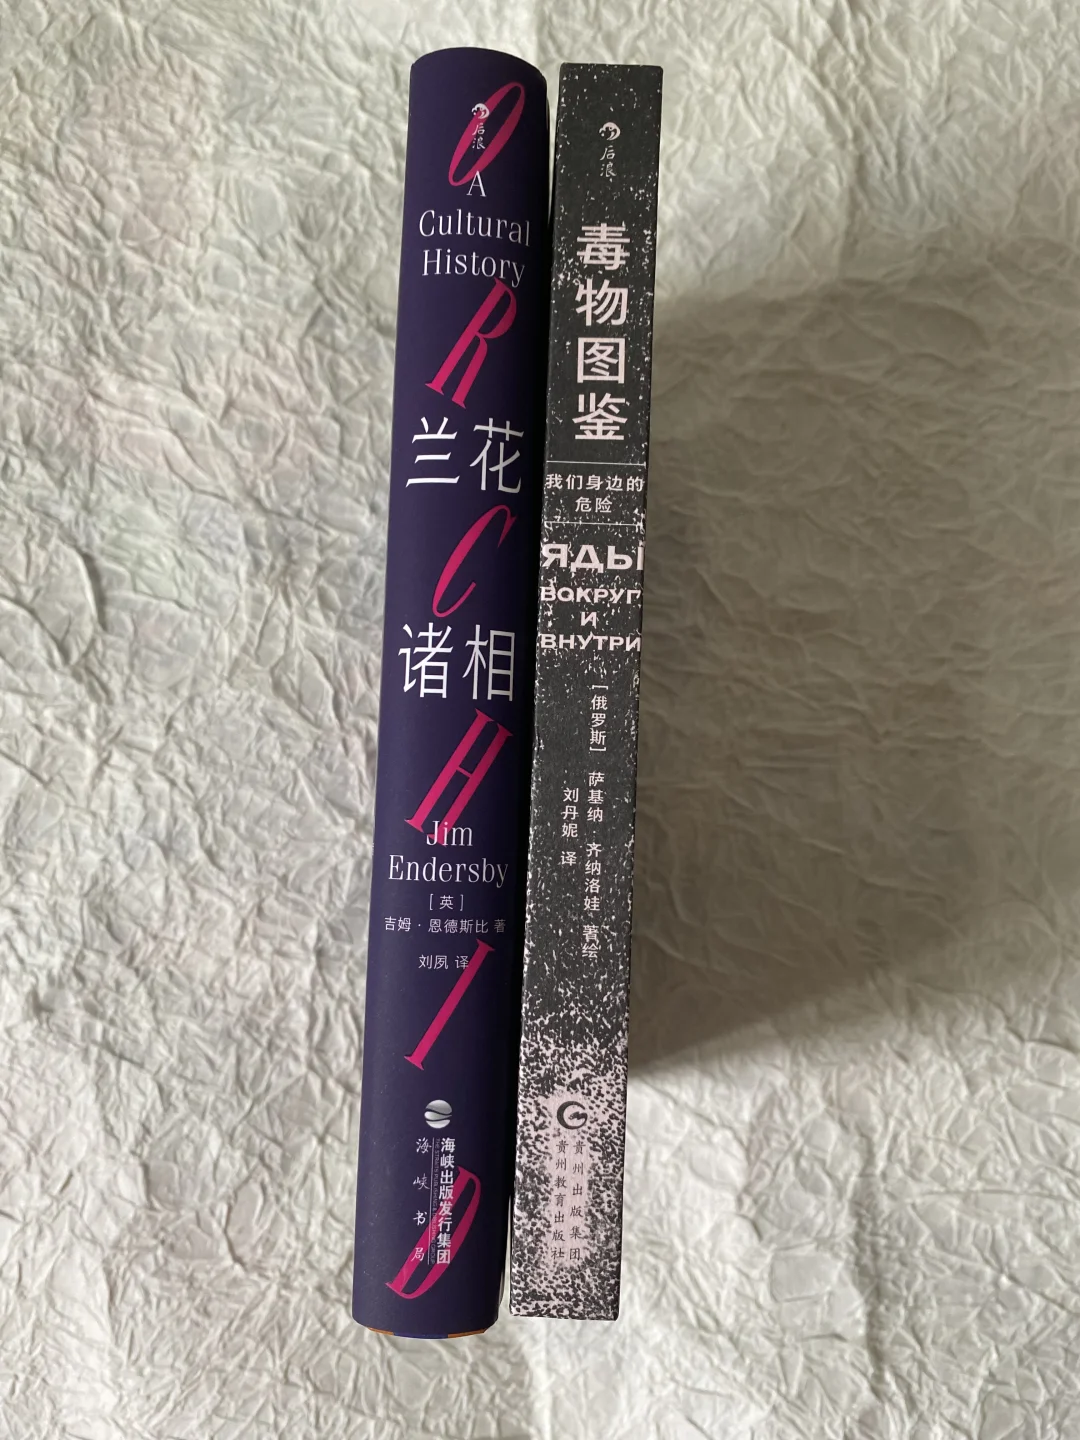 后浪
A
Cultural
History
ORCHID
兰花
诸相
Jim
Endersby
[英]
吉姆·恩德斯比 著
刘夙 译
海峡出版发行集团
海峡书局
后浪
毒物图鉴
我们身边的
危险
ЯДЫ
ВОКРУГ
И
ВНУТРИ
[俄罗斯] 萨基纳·齐纳洛娃 著绘
刘丹妮 译
贵州出版集团
贵州教育出版社